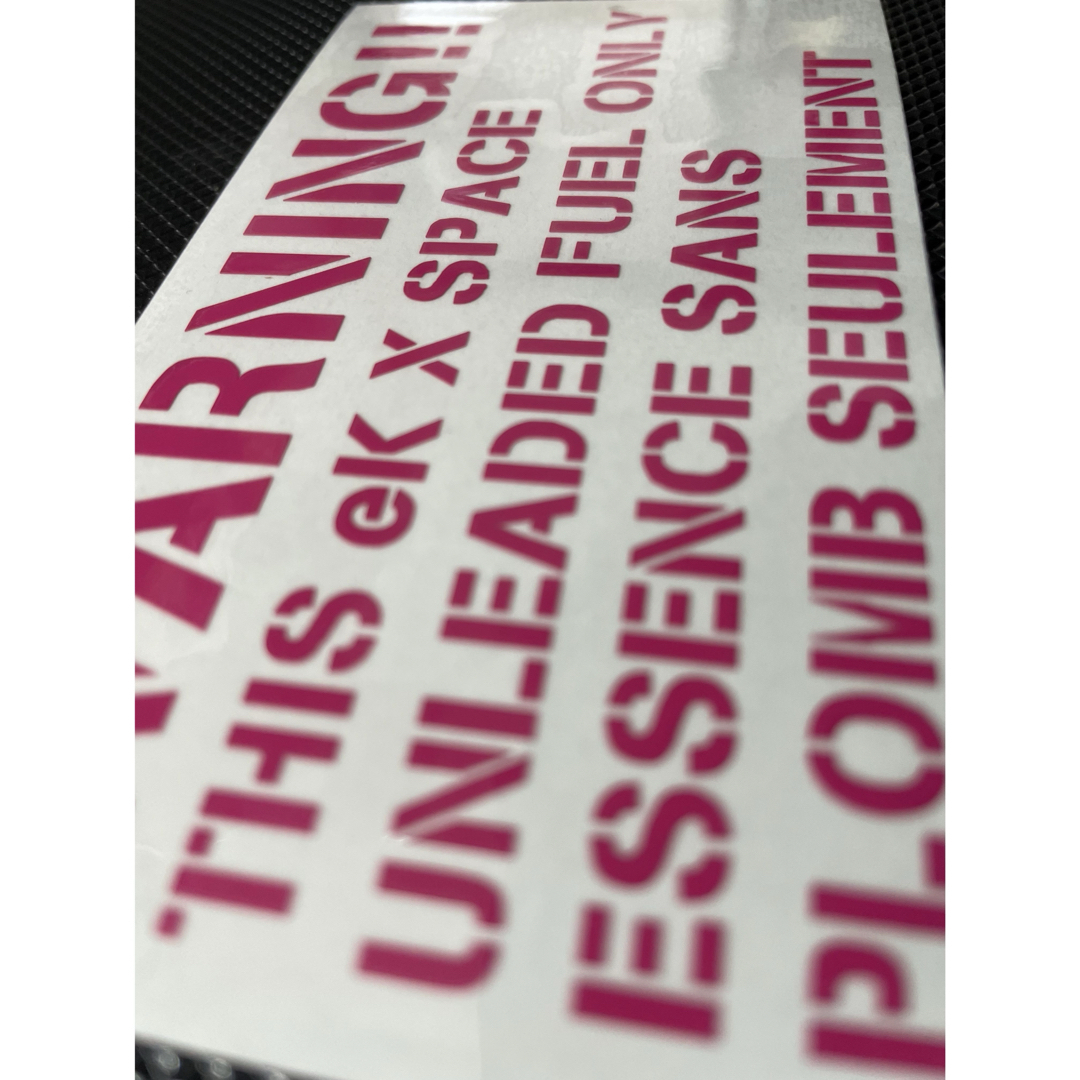 WARNING!!
THIS eK X SPACE
UNLEADED FUEL ONLY
ESSENCE SANS
PLOMB SEULEMENT